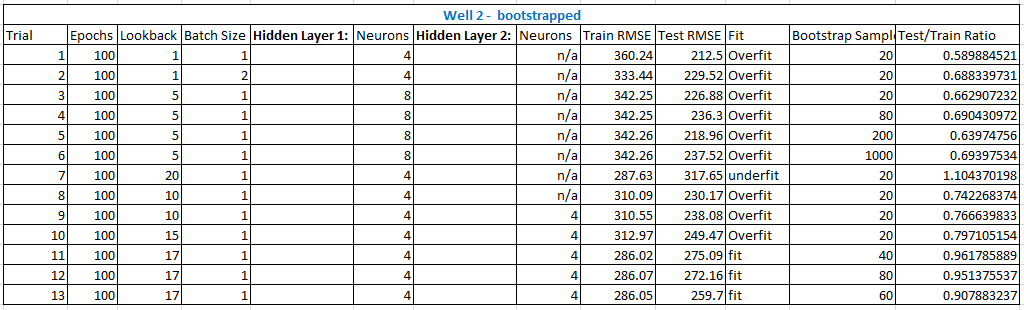 Well 2 - bootstrapped
Trial Epochs Lookback Batch Size Hidden Layer 1: Neurons Hidden Layer 2: Neurons Train RMSE Test RMSE Fit Bootstrap Sampl Test/Train Ratio
1 100 1 1 4 n/a 360.24 212.5 Overfit 20 0.589884521
2 100 1 2 4 n/a 333.44 229.52 Overfit 20 0.688339731
3 100 5 1 8 n/a 342.25 226.88 Overfit 20 0.662907232
4 100 5 1 8 n/a 342.25 236.3 Overfit 80 0.690430972
5 100 5 1 8 n/a 342.26 218.96 Overfit 200 0.63974756
6 100 5 1 8 n/a 342.26 237.52 Overfit 1000 0.69397534
7 100 20 1 4 n/a 287.63 317.65 underfit 20 1.104370198
8 100 10 1 4 n/a 310.09 230.17 Overfit 20 0.742268374
9 100 10 1 4 4 310.55 238.08 Overfit 20 0.766639833
10 100 15 1 4 4 312.97 249.47 Overfit 20 0.797105154
11 100 17 1 4 4 286.02 275.09 fit 40 0.961785889
12 100 17 1 4 4 286.07 272.16 fit 80 0.951375537
13 100 17 1 4 4 286.05 259.7 fit 60 0.907883237